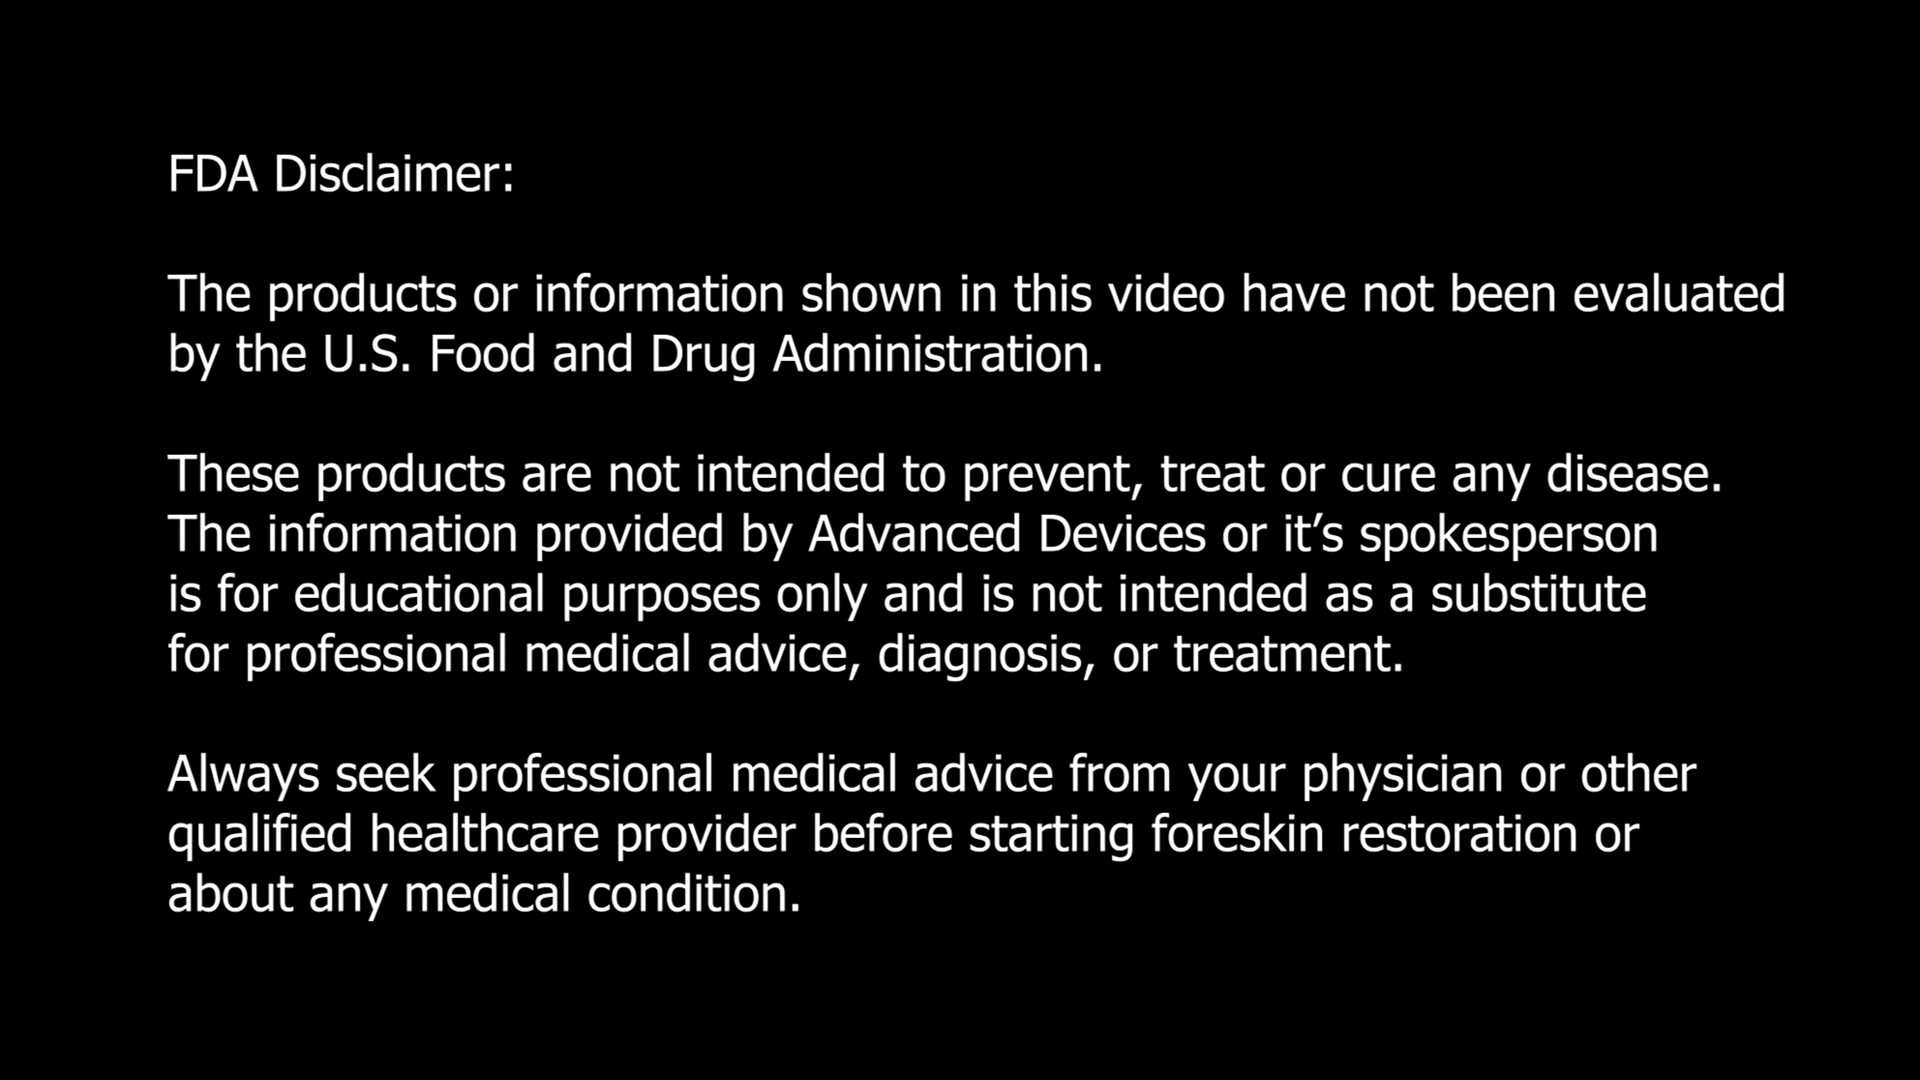 FDA Disclaimer:
The products or information shown in this video have not been evaluated
by the U.S. Food and Drug Administration.
These products are not intended to prevent, treat or cure any disease.
The information provided by Advanced Devices or it’s spokesperson
is for educational purposes only and is not intended as a substitute
for professional medical advice, diagnosis, or treatment.
Always seek professional medical advice from your physician or other
qualified healthcare provider before starting foreskin restoration or
about any medical condition.